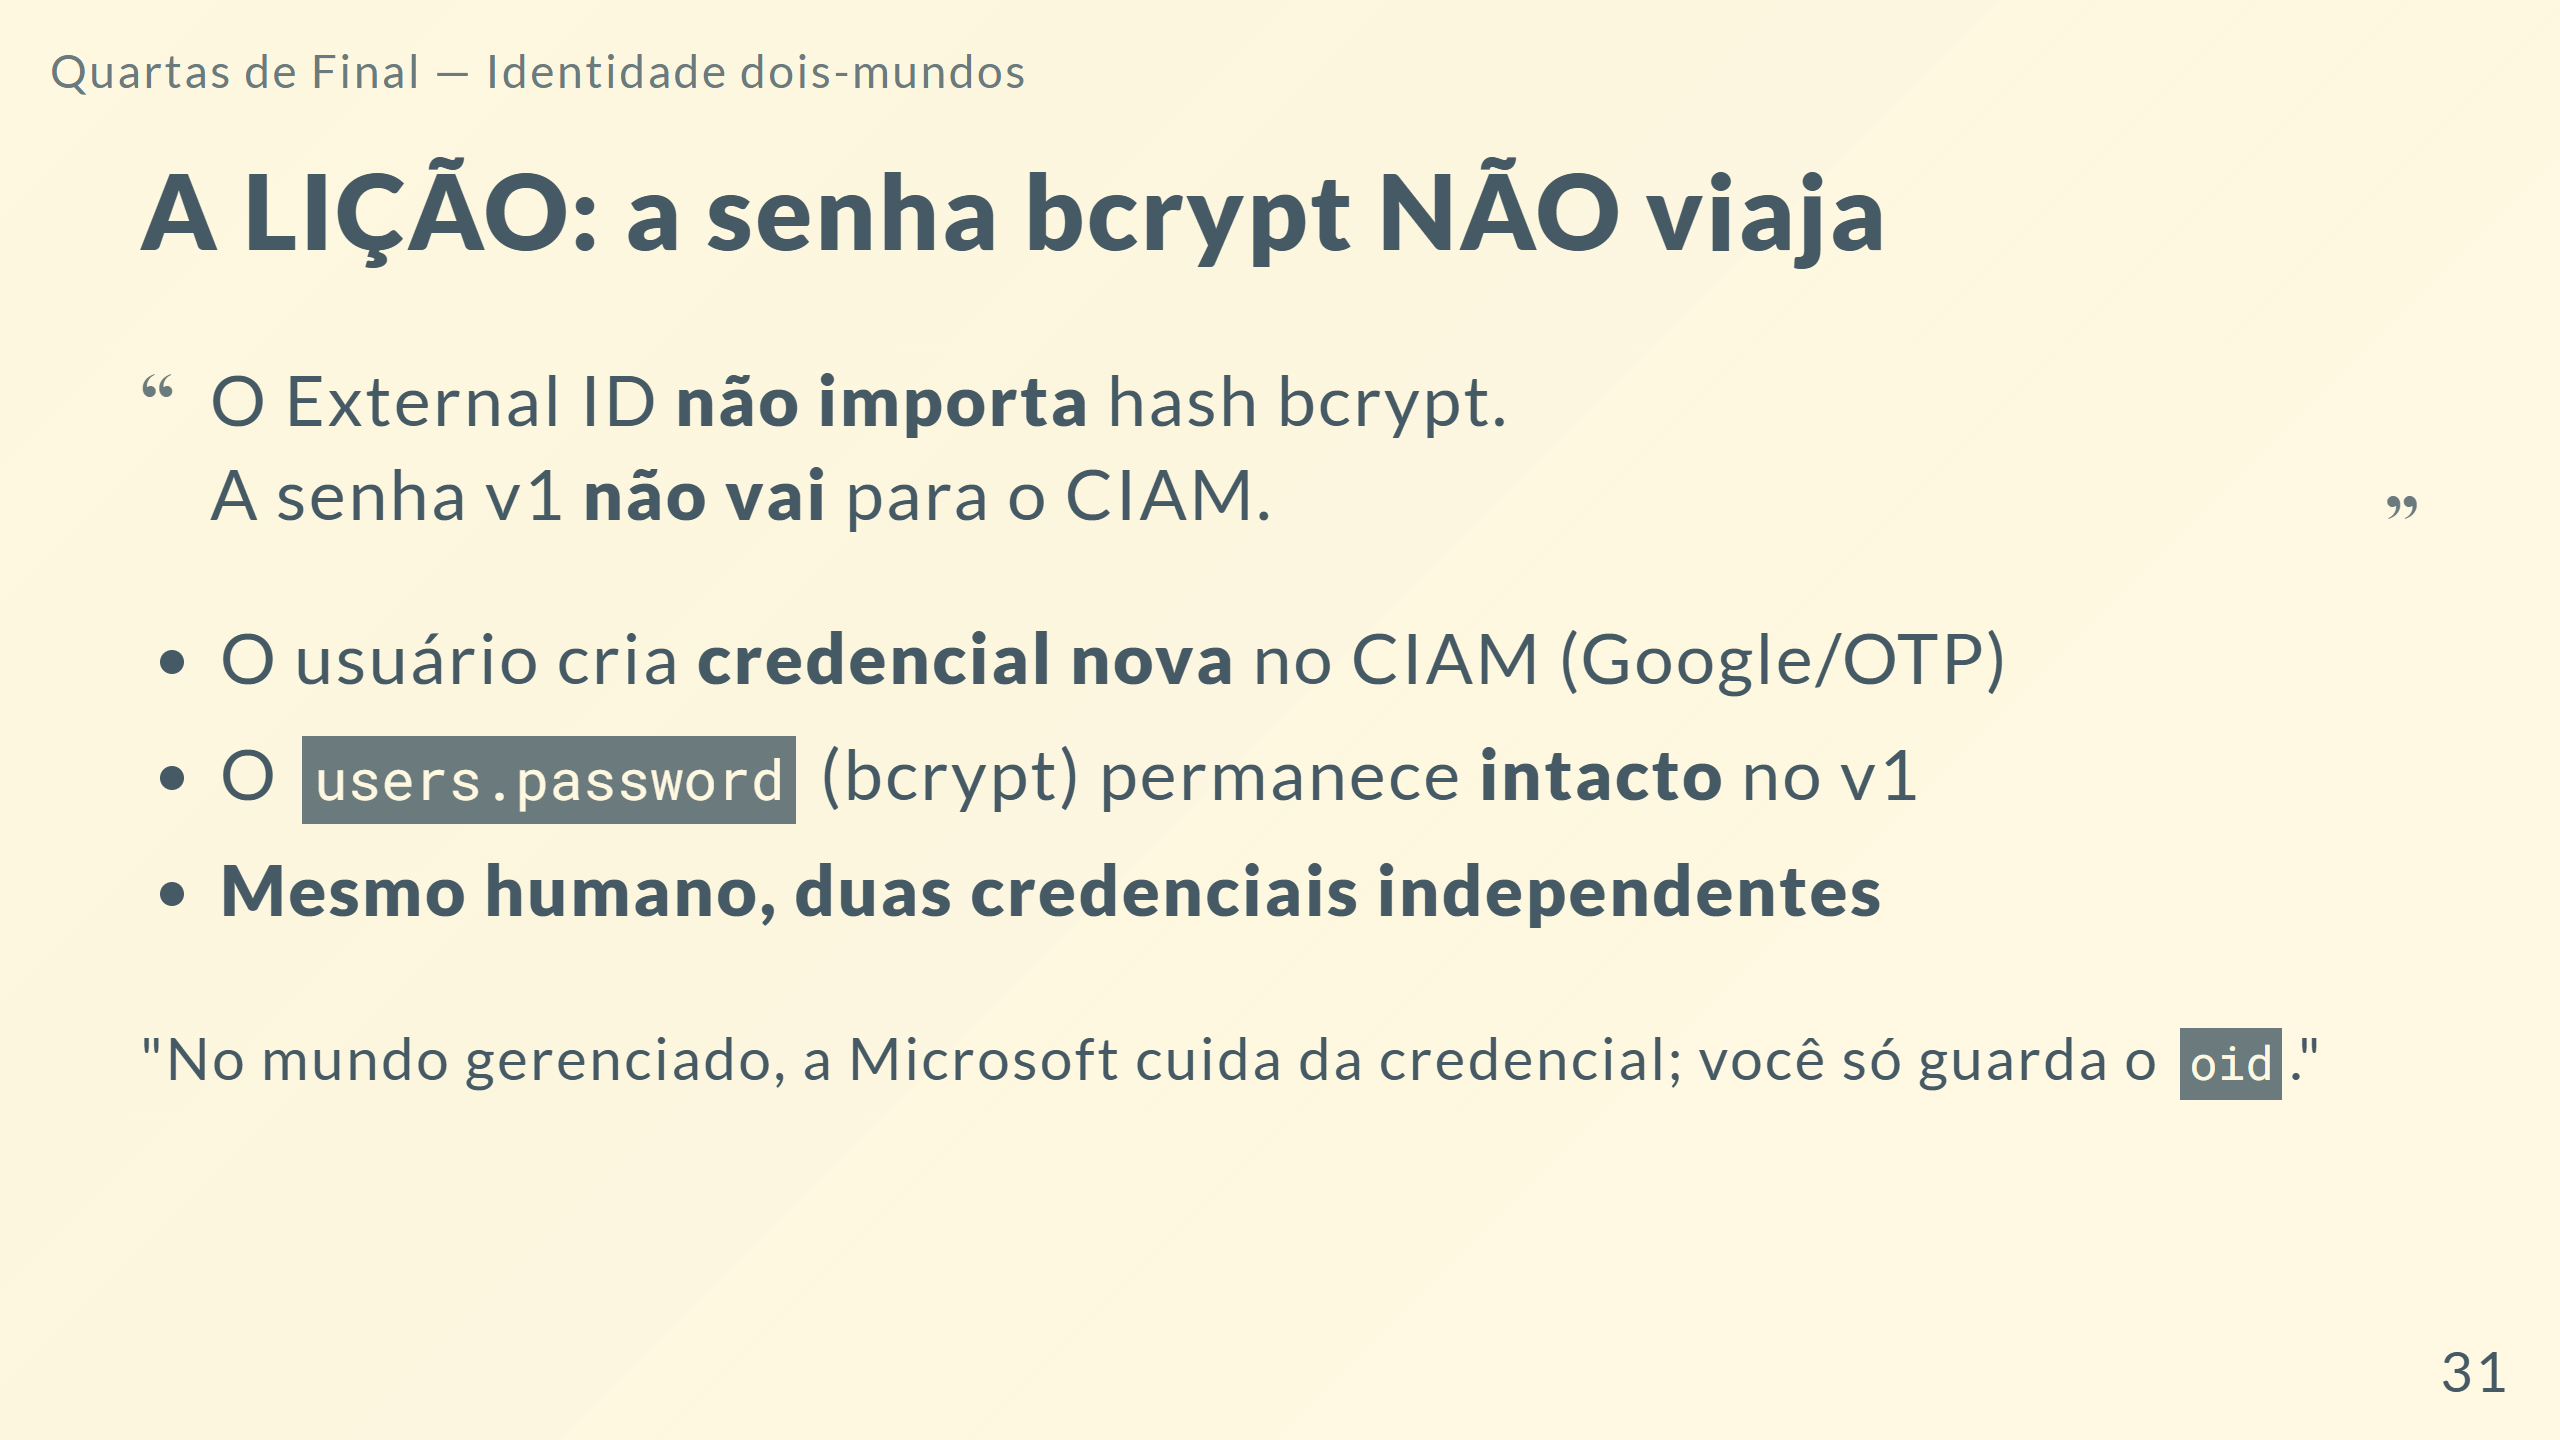 Quartas de Final — Identidade dois-mundos
A LIÇÃO: a senha bcrypt NÃO viaja
“ O External ID não importa hash bcrypt.
A senha v1 não vai para o CIAM. ”
• O usuário cria credencial nova no CIAM (Google/OTP)
• O users.password (bcrypt) permanece intacto no v1
• Mesmo humano, duas credenciais independentes
"No mundo gerenciado, a Microsoft cuida da credencial; você só guarda o oid."
31